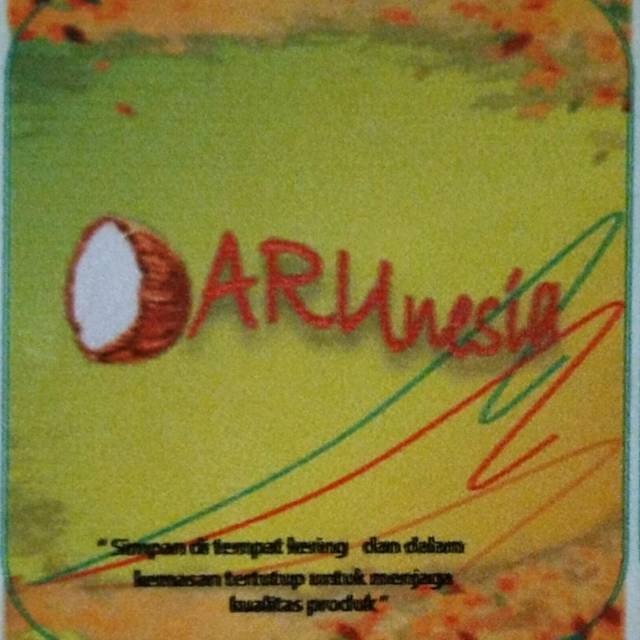 ARUnesia
" Simpan di tempat kering dan dalam
kemasan tertutup untuk menjaga
kualitas produk"